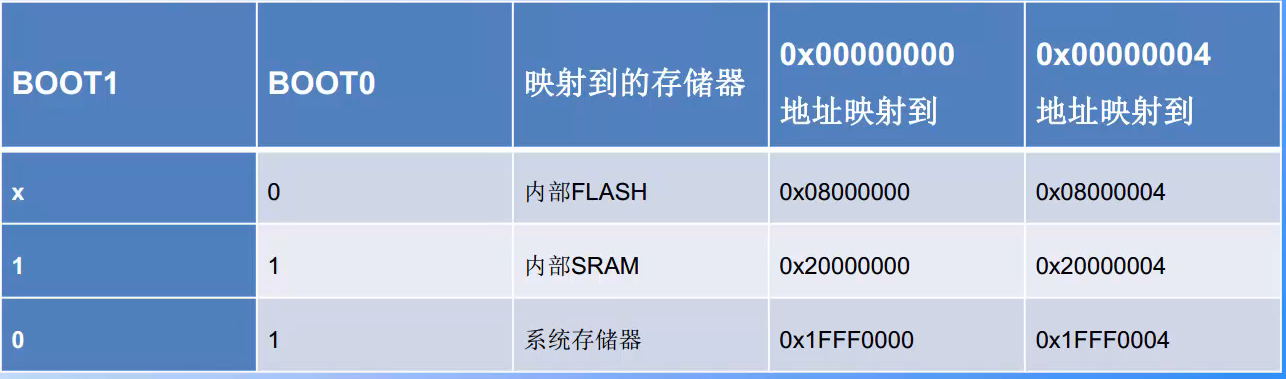 BOOT1 BOOT0 映射到的存储器 0x00000000 0x00000004
地址映射到 地址映射到
x 0 内部FLASH 0x08000000 0x08000004
1 1 内部SRAM 0x20000000 0x20000004
0 1 系统存储器 0x1FFF0000 0x1FFF0004